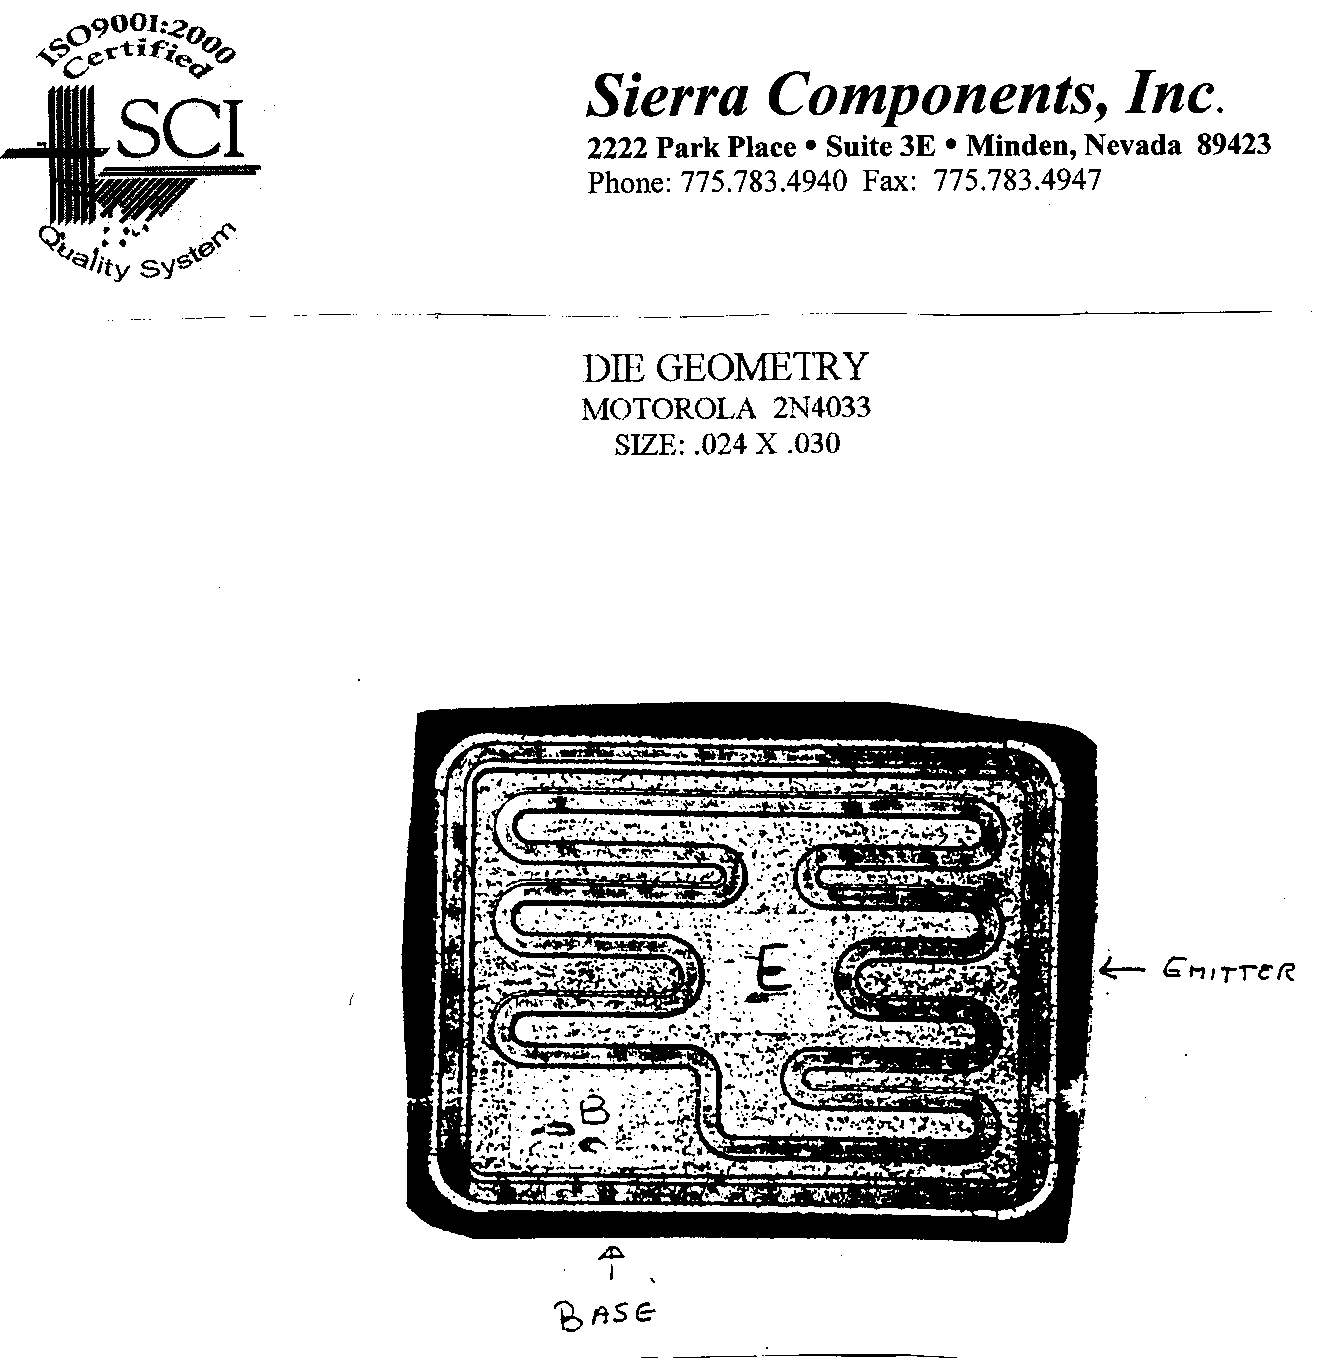 ISO9001:2000
Certified
SCI
Quality System
Sierra Components, Inc.
2222 Park Place • Suite 3E • Minden, Nevada 89423
Phone: 775.783.4940 Fax: 775.783.4947
DIE GEOMETRY
MOTOROLA 2N4033
SIZE: .024 X .030
E
← EMITTER
B
↑
BASE